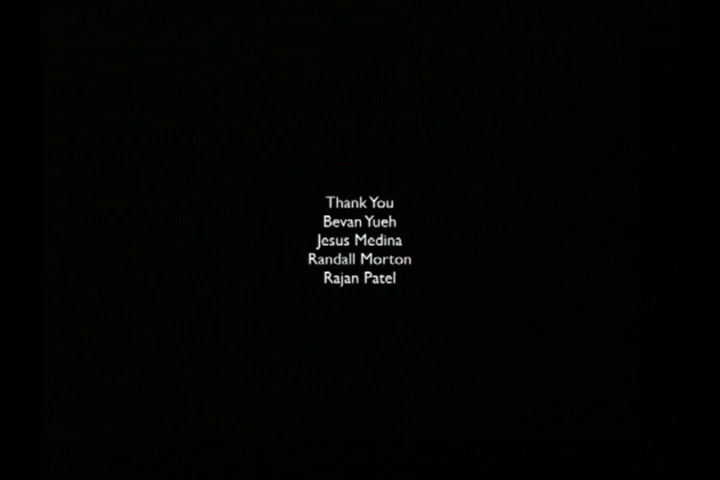 Thank You
Bevan Yueh
Jesus Medina
Randall Morton
Rajan Patel